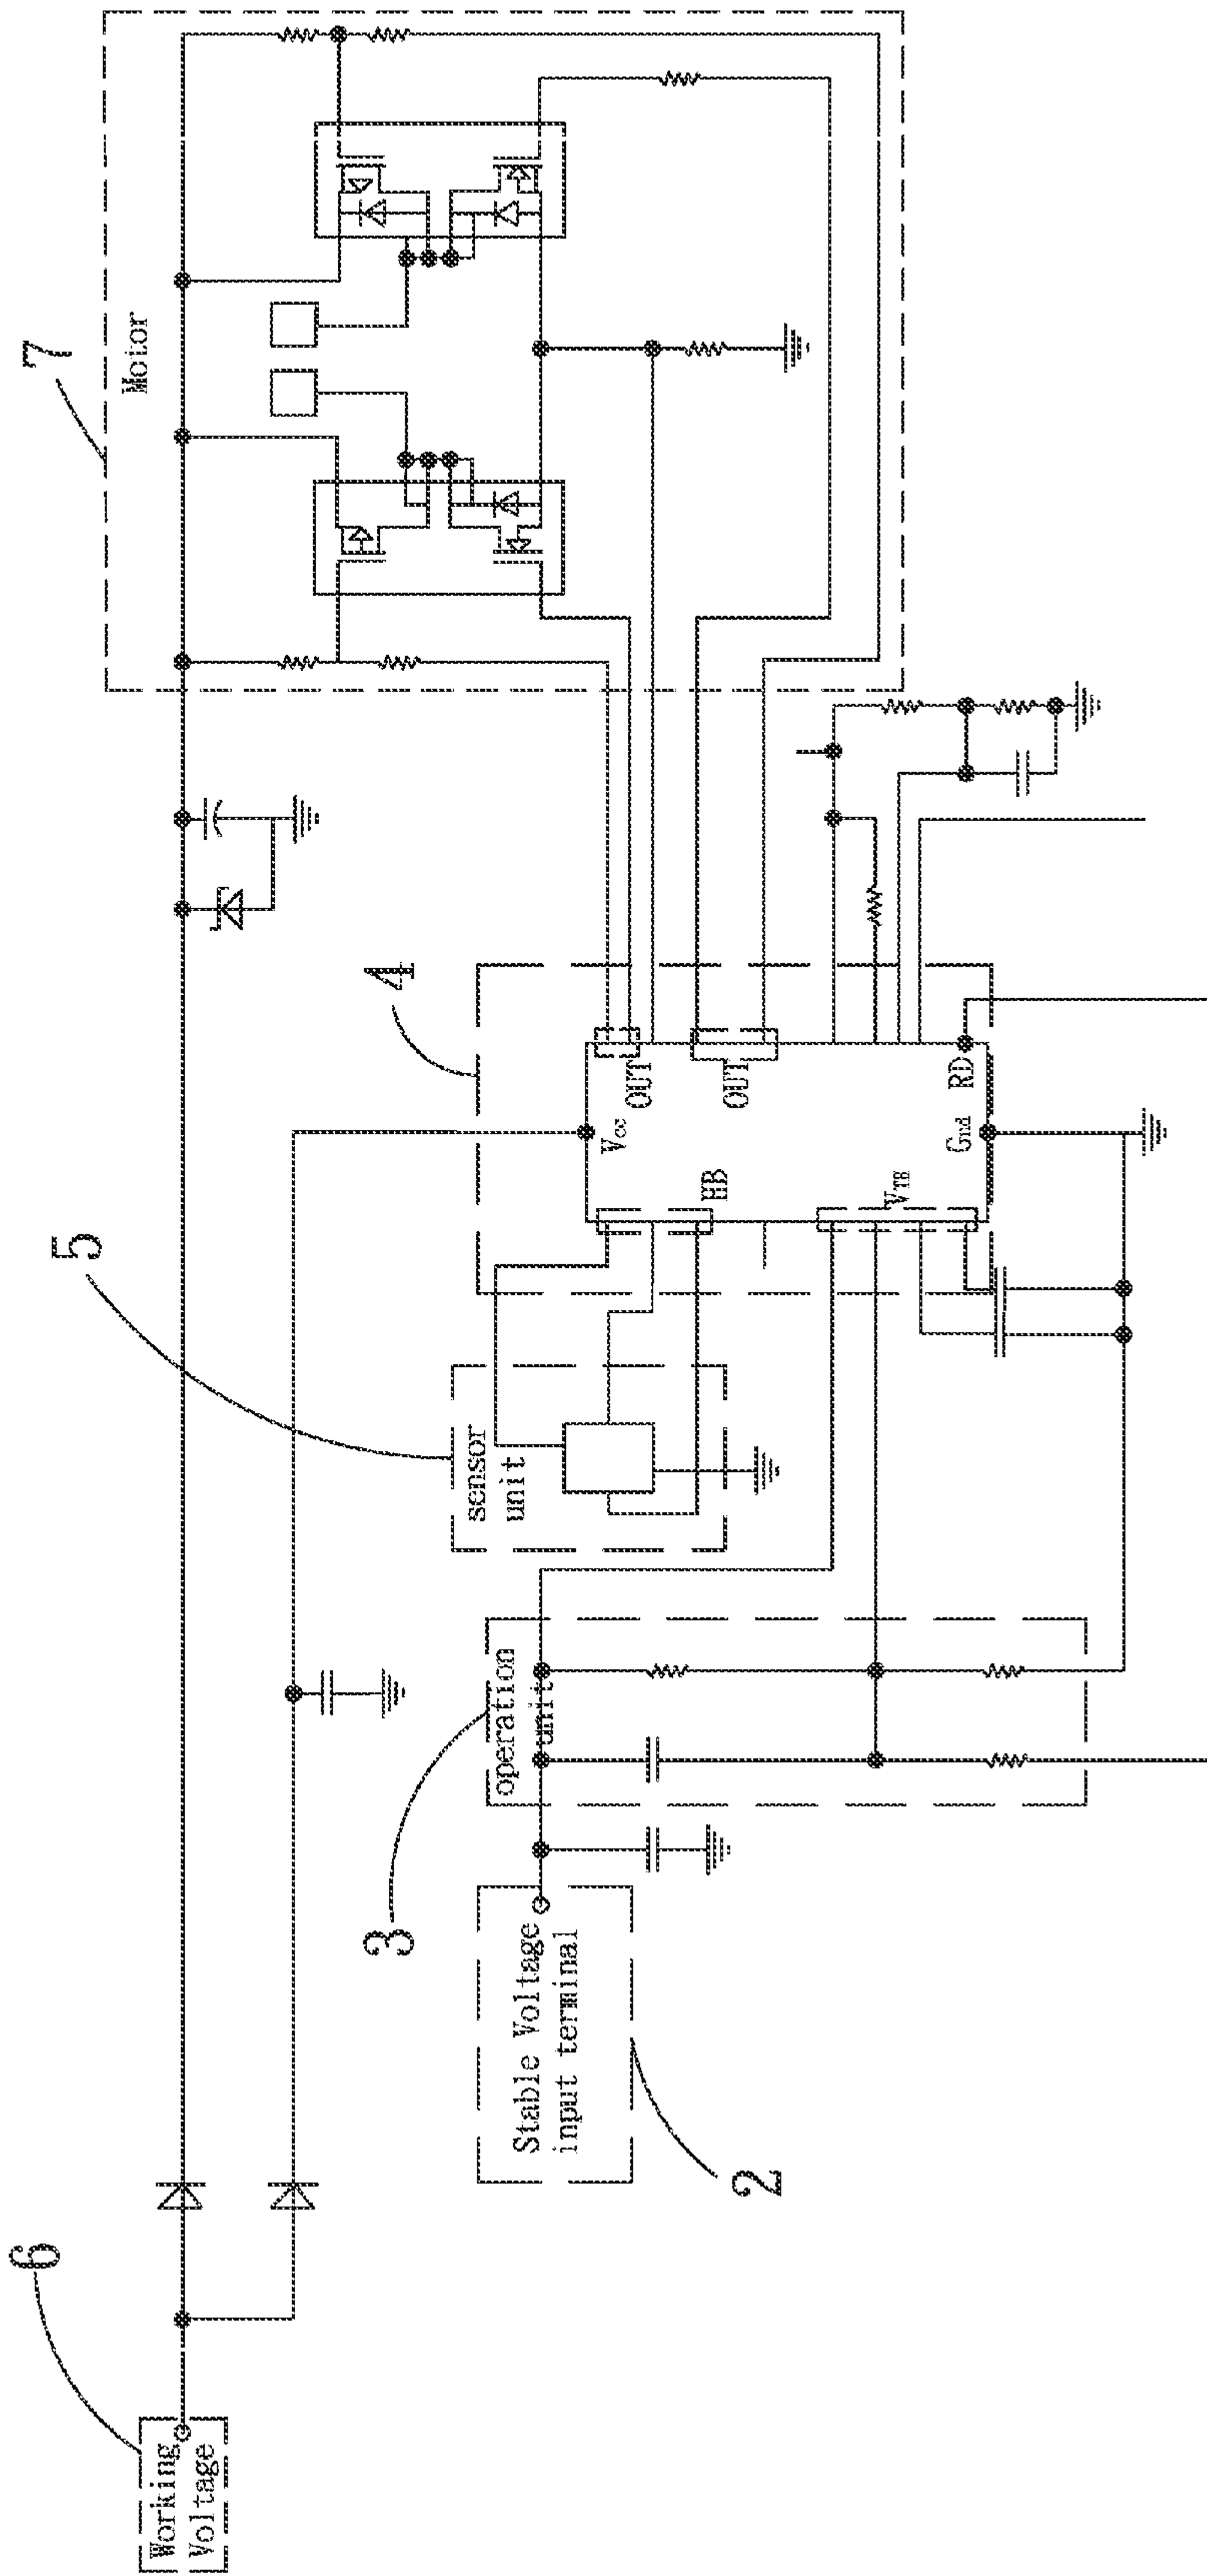 6
Working
Voltage
2
Stable Voltage
input terminal
3
operation
unit
5
sensor
unit
4
Vcc
HB
VTH
Gnd
RD
OUT
OUT
7
Motor